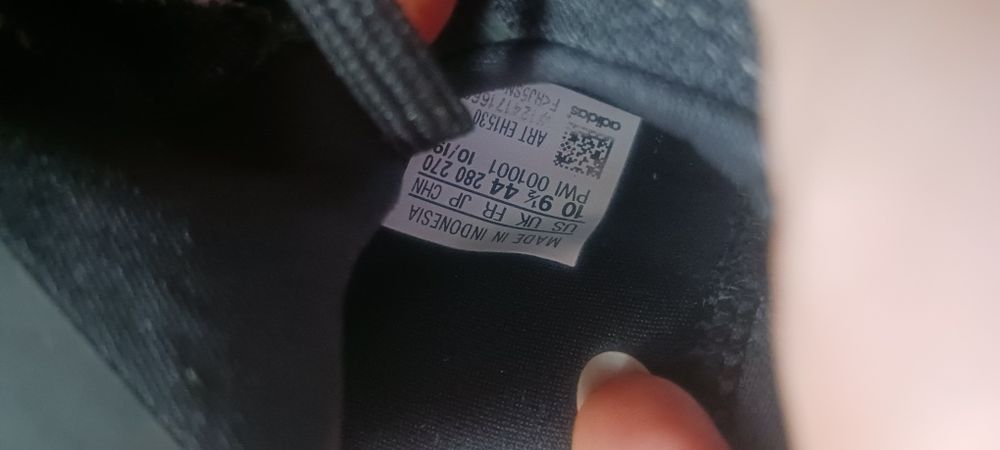 MADE IN INDONESIA
US UK FR JP CHN
10 9½ 44 280 270
PWI 001001 10/19
ART EH1530
adidas